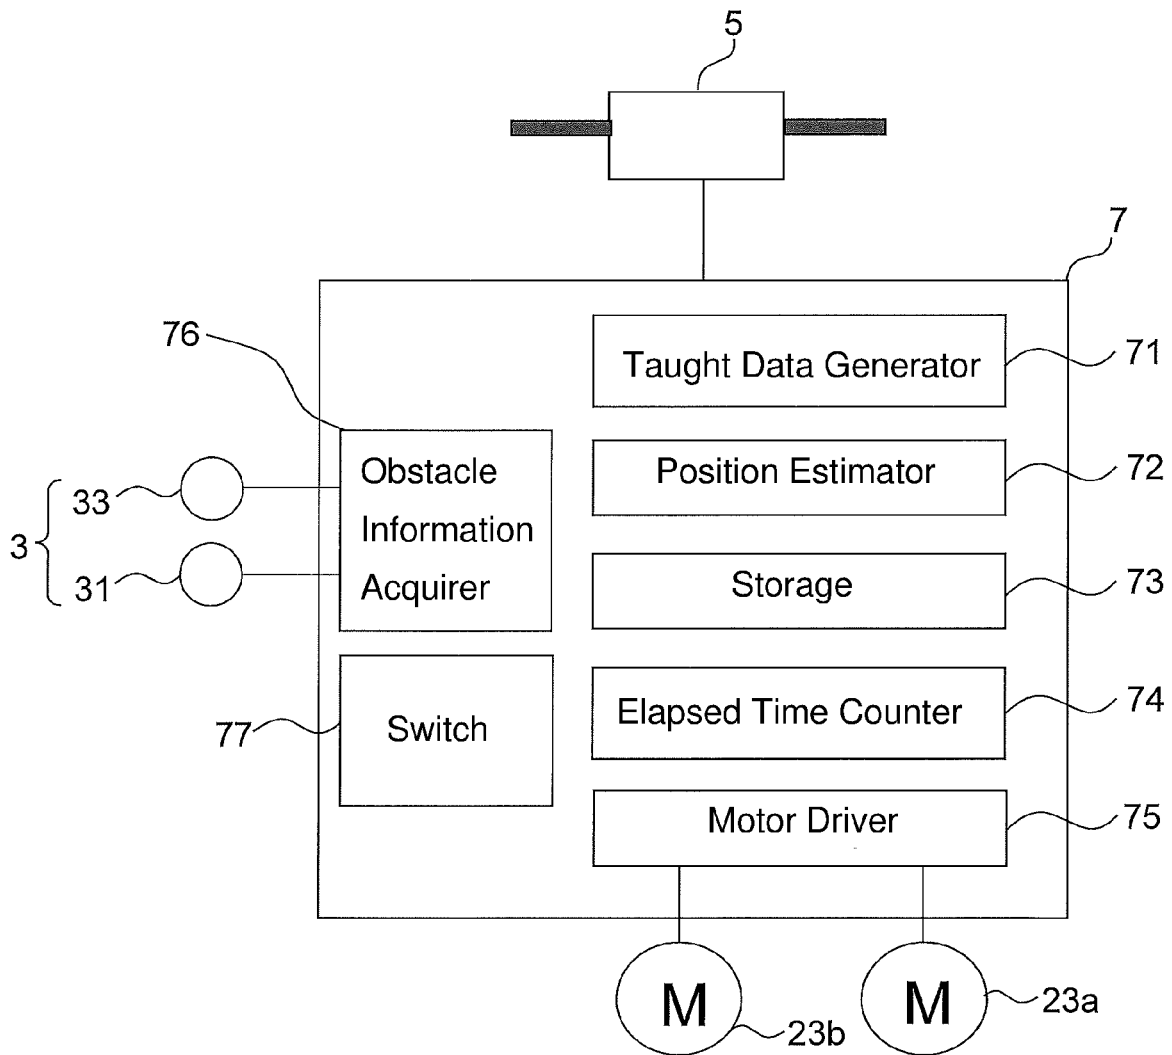 5
7
76
Taught Data Generator
71
Obstacle
Information
Acquirer
Position Estimator
72
33
3
31
Storage
73
Switch
77
Elapsed Time Counter
74
Motor Driver
75
M
23b
M
23a